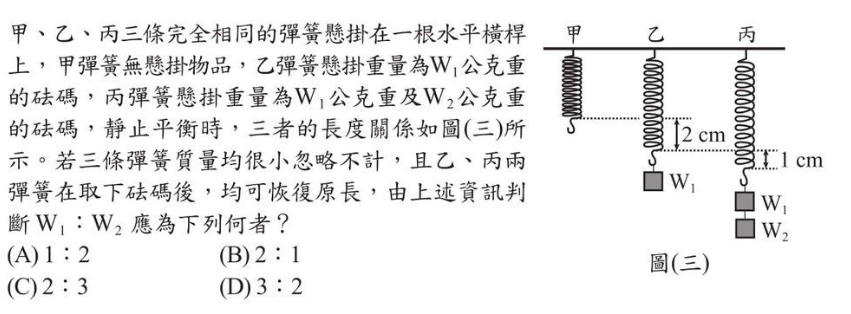 甲、乙、丙三條完全相同的彈簧懸掛在一根水平橫桿
上，甲彈簧無懸掛物品，乙彈簧懸掛重量為W₁公克重
的砝碼，丙彈簧懸掛重量為W₁公克重及W₂公克重
的砝碼，靜止平衡時，三者的長度關係如圖(三)所
示。若三條彈簧質量均很小忽略不計，且乙、丙兩
彈簧在取下砝碼後，均可恢復原長，由上述資訊判
斷 W₁：W₂ 應為下列何者？
(A) 1：2 (B) 2：1
(C) 2：3 (D) 3：2
甲 乙 丙
2 cm
1 cm
W₁
W₁
W₂
圖(三)